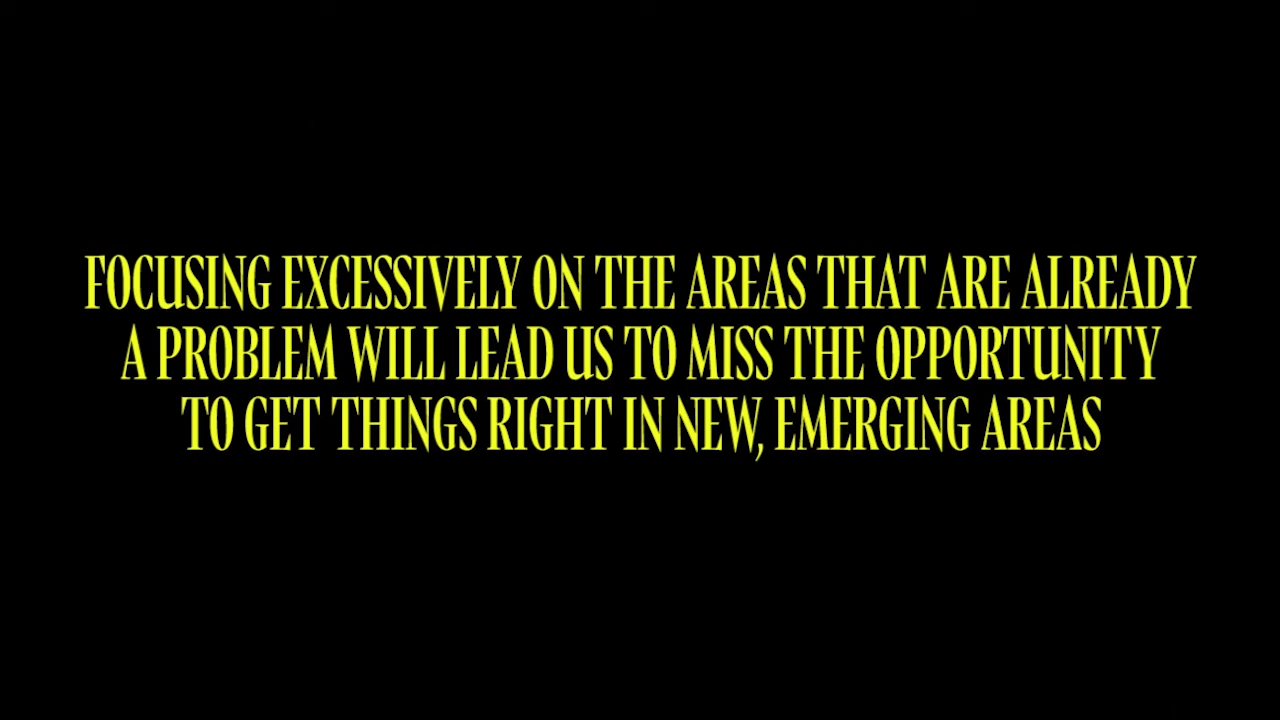 FOCUSING EXCESSIVELY ON THE AREAS THAT ARE ALREADY
A PROBLEM WILL LEAD US TO MISS THE OPPORTUNITY
TO GET THINGS RIGHT IN NEW, EMERGING AREAS